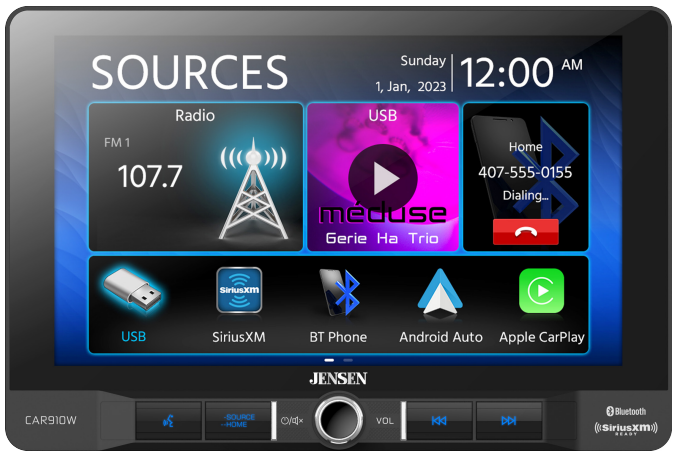 SOURCES
Sunday
1, Jan, 2023
12:00 AM
Radio
FM 1
107.7
USB
méduse
Gerie Ha Trio
Home
407-555-0155
Dialing...
USB
SiriusXM
SiriusXM
BT Phone
Android Auto
Apple CarPlay
JENSEN
CAR910W
-SOURCE
--HOME
VOL
Bluetooth
SiriusXM
READY